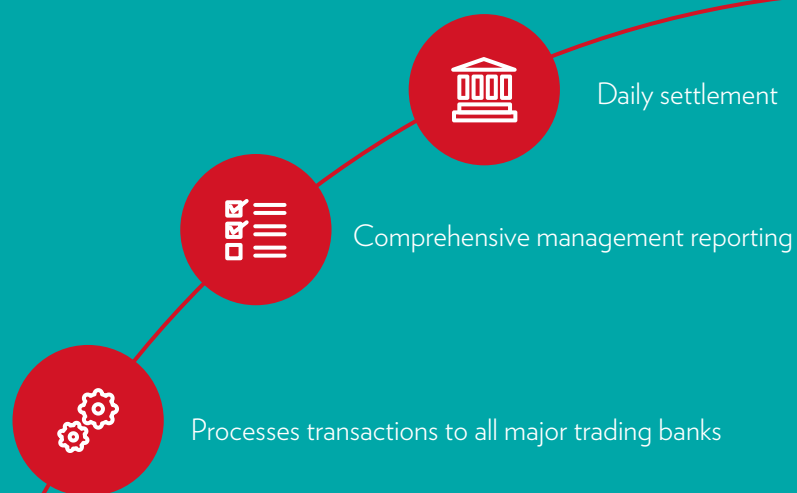 Daily settlement
Comprehensive management reporting
Processes transactions to all major trading banks